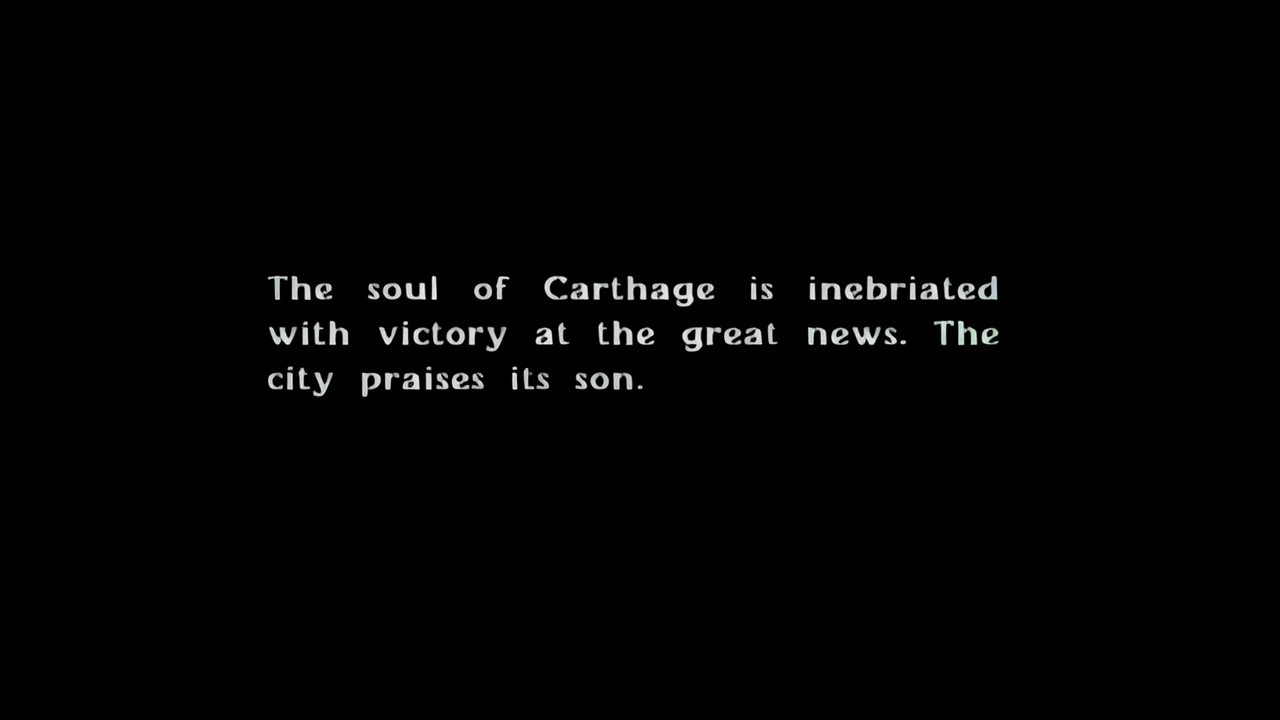 The soul of Carthage is inebriated
with victory at the great news. The
city praises its son.